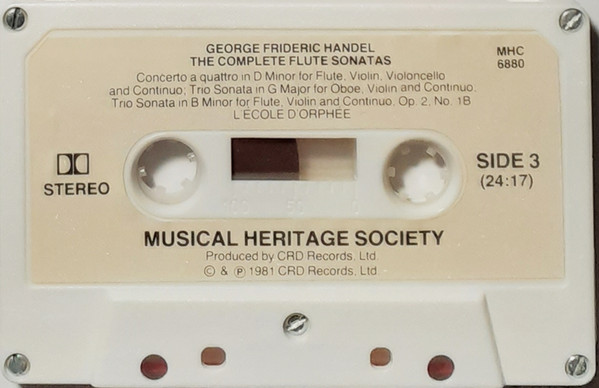 GEORGE FRIDERIC HANDEL
THE COMPLETE FLUTE SONATAS
MHC
6880
Concerto a quattro in D Minor for Flute, Violin, Violoncello
and Continuo; Trio Sonata in G Major for Oboe, Violin and Continuo;
Trio Sonata in B Minor for Flute, Violin and Continuo, Op. 2, No. 1B
L'ECOLE D'ORPHÉE
STEREO
SIDE 3
(24:17)
100 50 0
MUSICAL HERITAGE SOCIETY
Produced by CRD Records, Ltd.
© & ℗ 1981 CRD Records, Ltd.